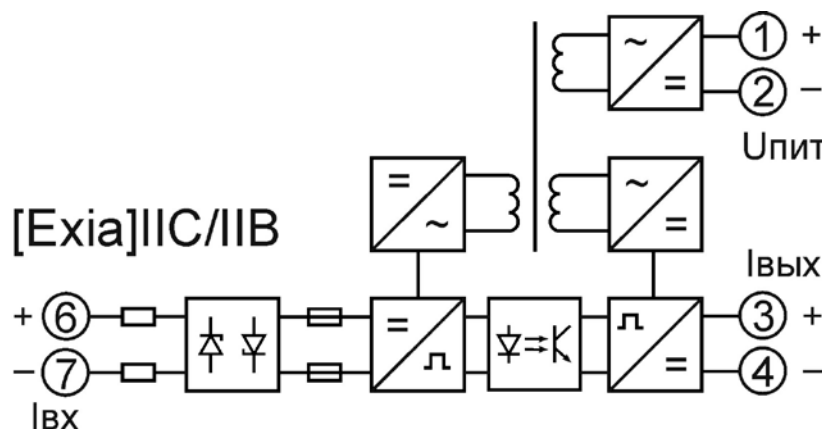 1 +
2 –
Uпит
[Exia]IIC/IIB
Iвых
+ 6
3 +
– 7
4 –
Iвх